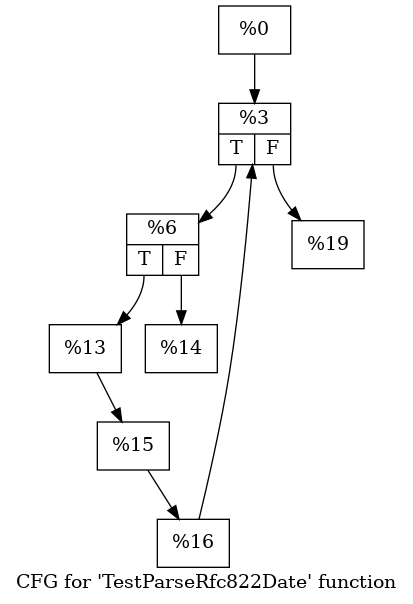 %0
%3
T F
%6
%19
T F
%13
%14
%15
%16
CFG for 'TestParseRfc822Date' function